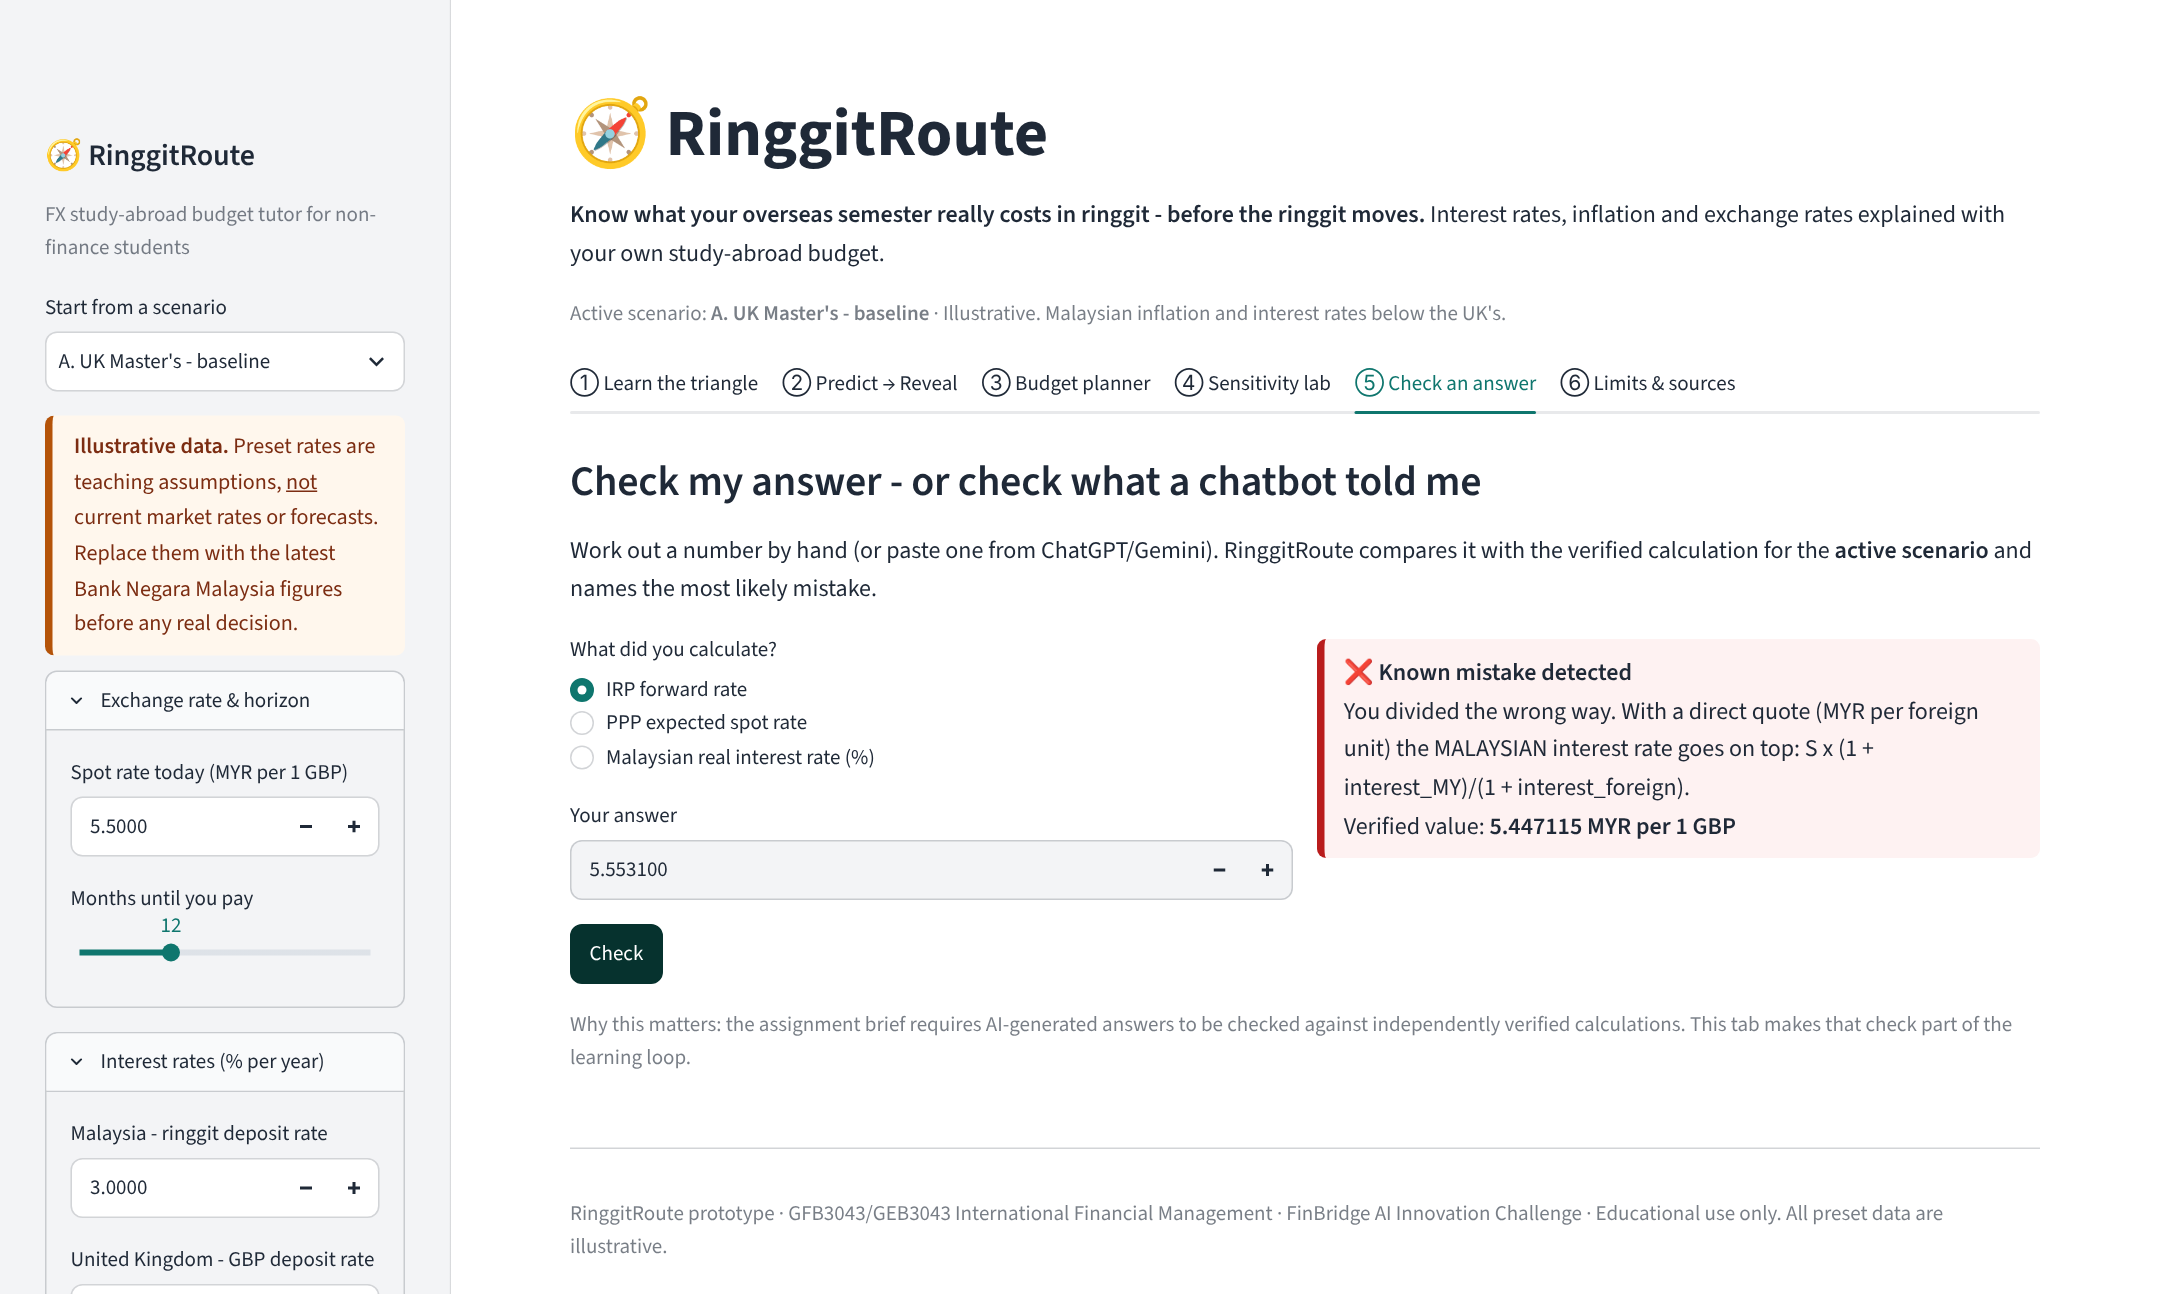 RinggitRoute
FX study-abroad budget tutor for non-
finance students
Start from a scenario
A. UK Master's - baseline
Illustrative data. Preset rates are
teaching assumptions, not
current market rates or forecasts.
Replace them with the latest
Bank Negara Malaysia figures
before any real decision.
Exchange rate & horizon
Spot rate today (MYR per 1 GBP)
5.5000
Months until you pay
12
Interest rates (% per year)
Malaysia - ringgit deposit rate
3.0000
United Kingdom - GBP deposit rate
RinggitRoute
Know what your overseas semester really costs in ringgit - before the ringgit moves. Interest rates, inflation and exchange rates explained with
your own study-abroad budget.
Active scenario: A. UK Master's - baseline · Illustrative. Malaysian inflation and interest rates below the UK's.
① Learn the triangle ② Predict → Reveal ③ Budget planner ④ Sensitivity lab ⑤ Check an answer ⑥ Limits & sources
Check my answer - or check what a chatbot told me
Work out a number by hand (or paste one from ChatGPT/Gemini). RinggitRoute compares it with the verified calculation for the active scenario and
names the most likely mistake.
What did you calculate?
IRP forward rate
PPP expected spot rate
Malaysian real interest rate (%)
Your answer
5.553100
Check
❌ Known mistake detected
You divided the wrong way. With a direct quote (MYR per foreign
unit) the MALAYSIAN interest rate goes on top: S x (1 +
interest_MY)/(1 + interest_foreign).
Verified value: 5.447115 MYR per 1 GBP
Why this matters: the assignment brief requires AI-generated answers to be checked against independently verified calculations. This tab makes that check part of the
learning loop.
RinggitRoute prototype · GFB3043/GEB3043 International Financial Management · FinBridge AI Innovation Challenge · Educational use only. All preset data are
illustrative.